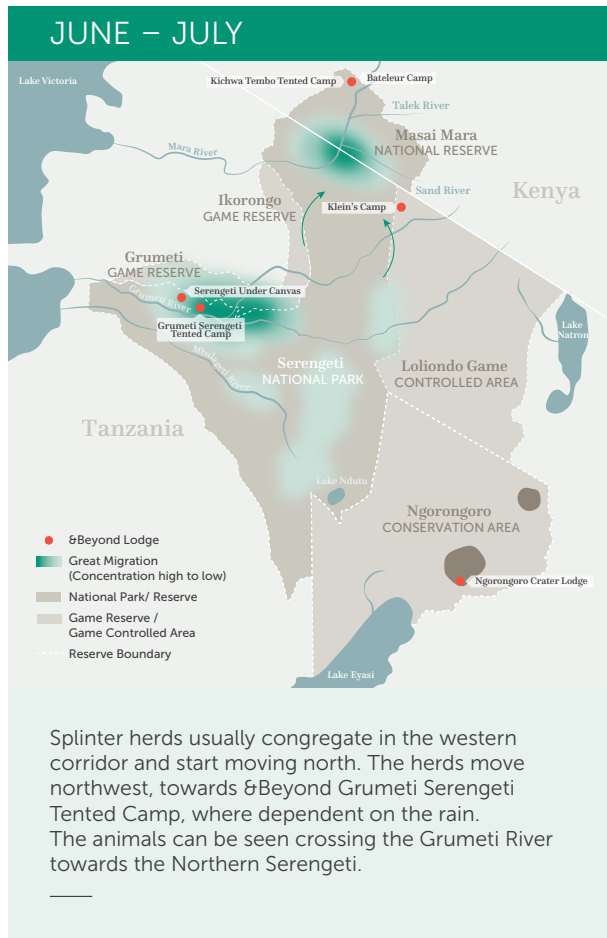 JUNE – JULY
Lake Victoria
Kichwa Tembo Tented Camp
Bateleur Camp
Talek River
Masai Mara
NATIONAL RESERVE
Mara River
Sand River
Kenya
Ikorongo
GAME RESERVE
Klein's Camp
Grumeti
GAME RESERVE
Serengeti Under Canvas
Grumeti River
Grumeti Serengeti
Tented Camp
Lake
Natron
Mbalageti River
Serengeti
NATIONAL PARK
Loliondo Game
CONTROLLED AREA
Tanzania
Lake Ndutu
Ngorongoro
CONSERVATION AREA
&Beyond Lodge
Great Migration
(Concentration high to low)
National Park/ Reserve
Game Reserve /
Game Controlled Area
Reserve Boundary
Ngorongoro Crater Lodge
Lake Eyasi
Splinter herds usually congregate in the western
corridor and start moving north. The herds move
northwest, towards &Beyond Grumeti Serengeti
Tented Camp, where dependent on the rain.
The animals can be seen crossing the Grumeti River
towards the Northern Serengeti.